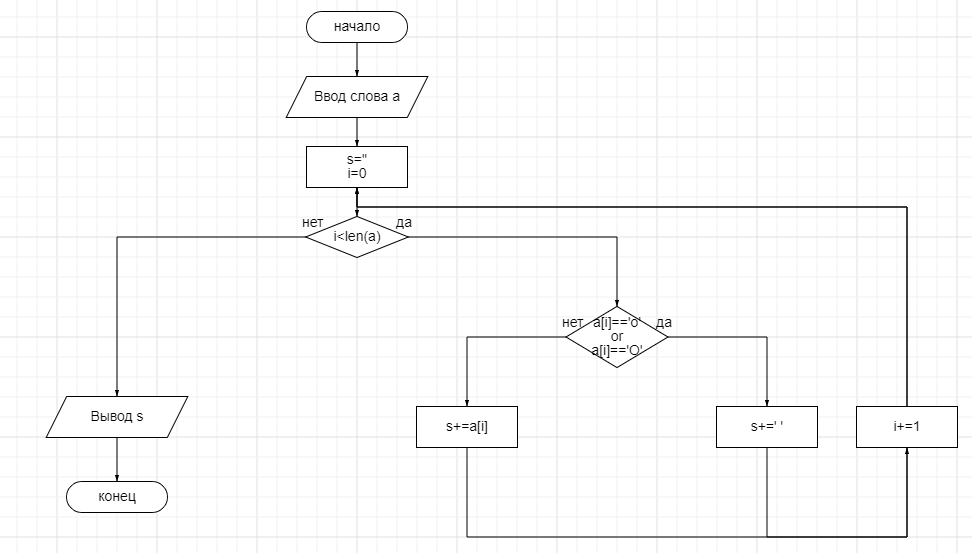 начало
Ввод слова a
s=''
i=0
нет
да
i<len(a)
нет
a[i]=='o'
да
or
a[i]=='O'
s+=a[i]
s+=' '
i+=1
Вывод s
конец